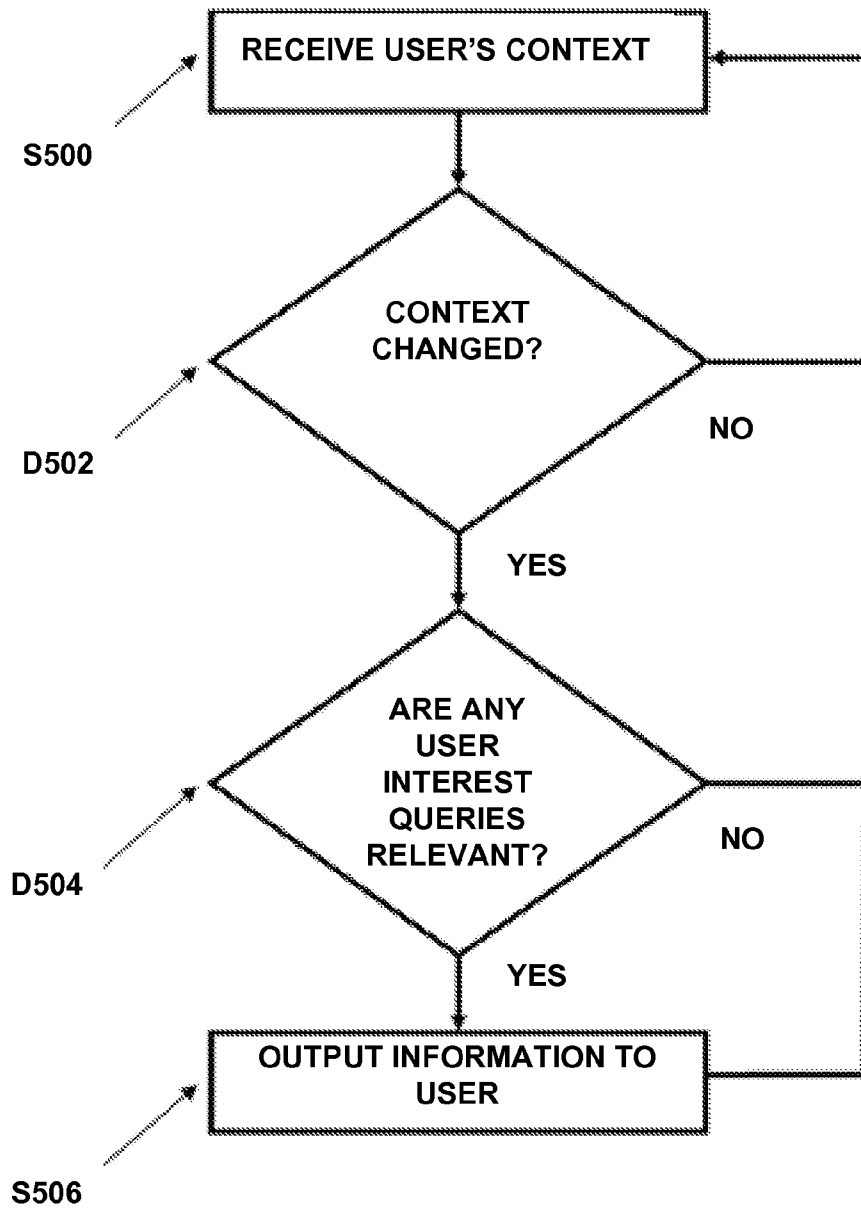 RECEIVE USER'S CONTEXT
S500
CONTEXT
CHANGED?
NO
D502
YES
ARE ANY
USER
INTEREST
QUERIES
RELEVANT?
NO
D504
YES
OUTPUT INFORMATION TO
USER
S506